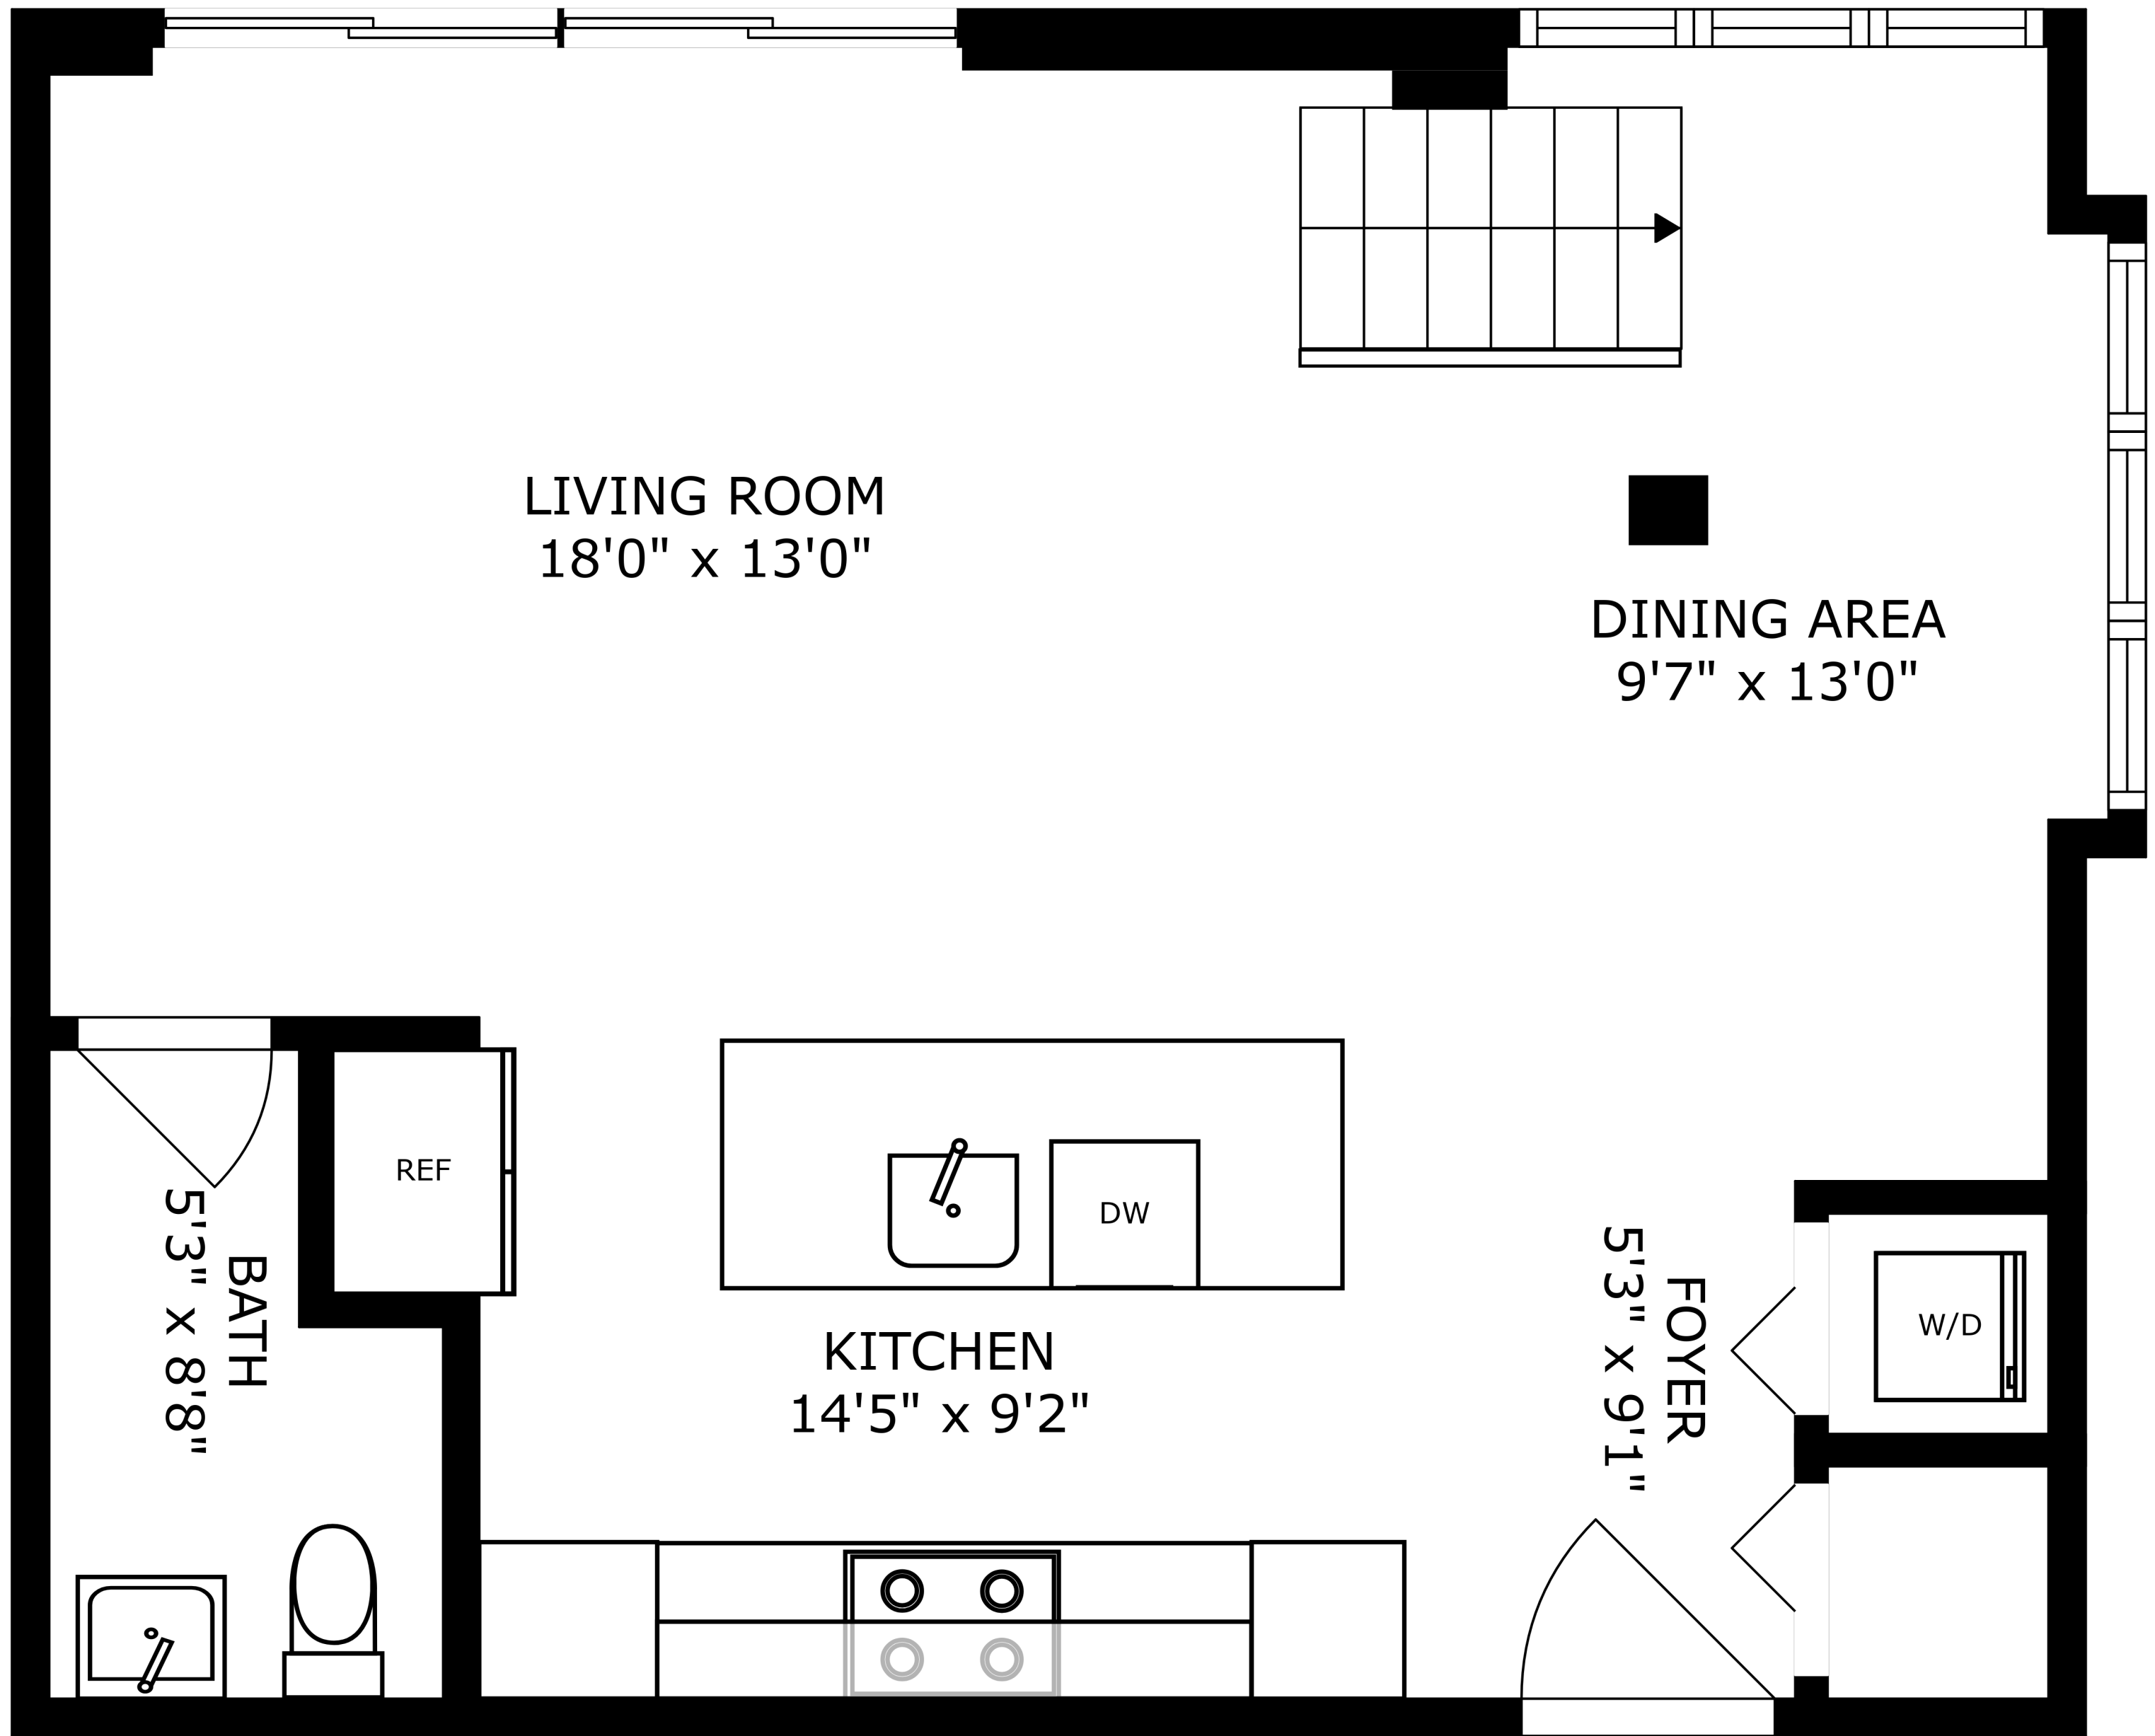 LIVING ROOM
18'0" x 13'0"
DINING AREA
9'7" x 13'0"
REF
DW
BATH
5'3" x 8'8"
KITCHEN
14'5" x 9'2"
FOYER
5'3" x 9'1"
W/D